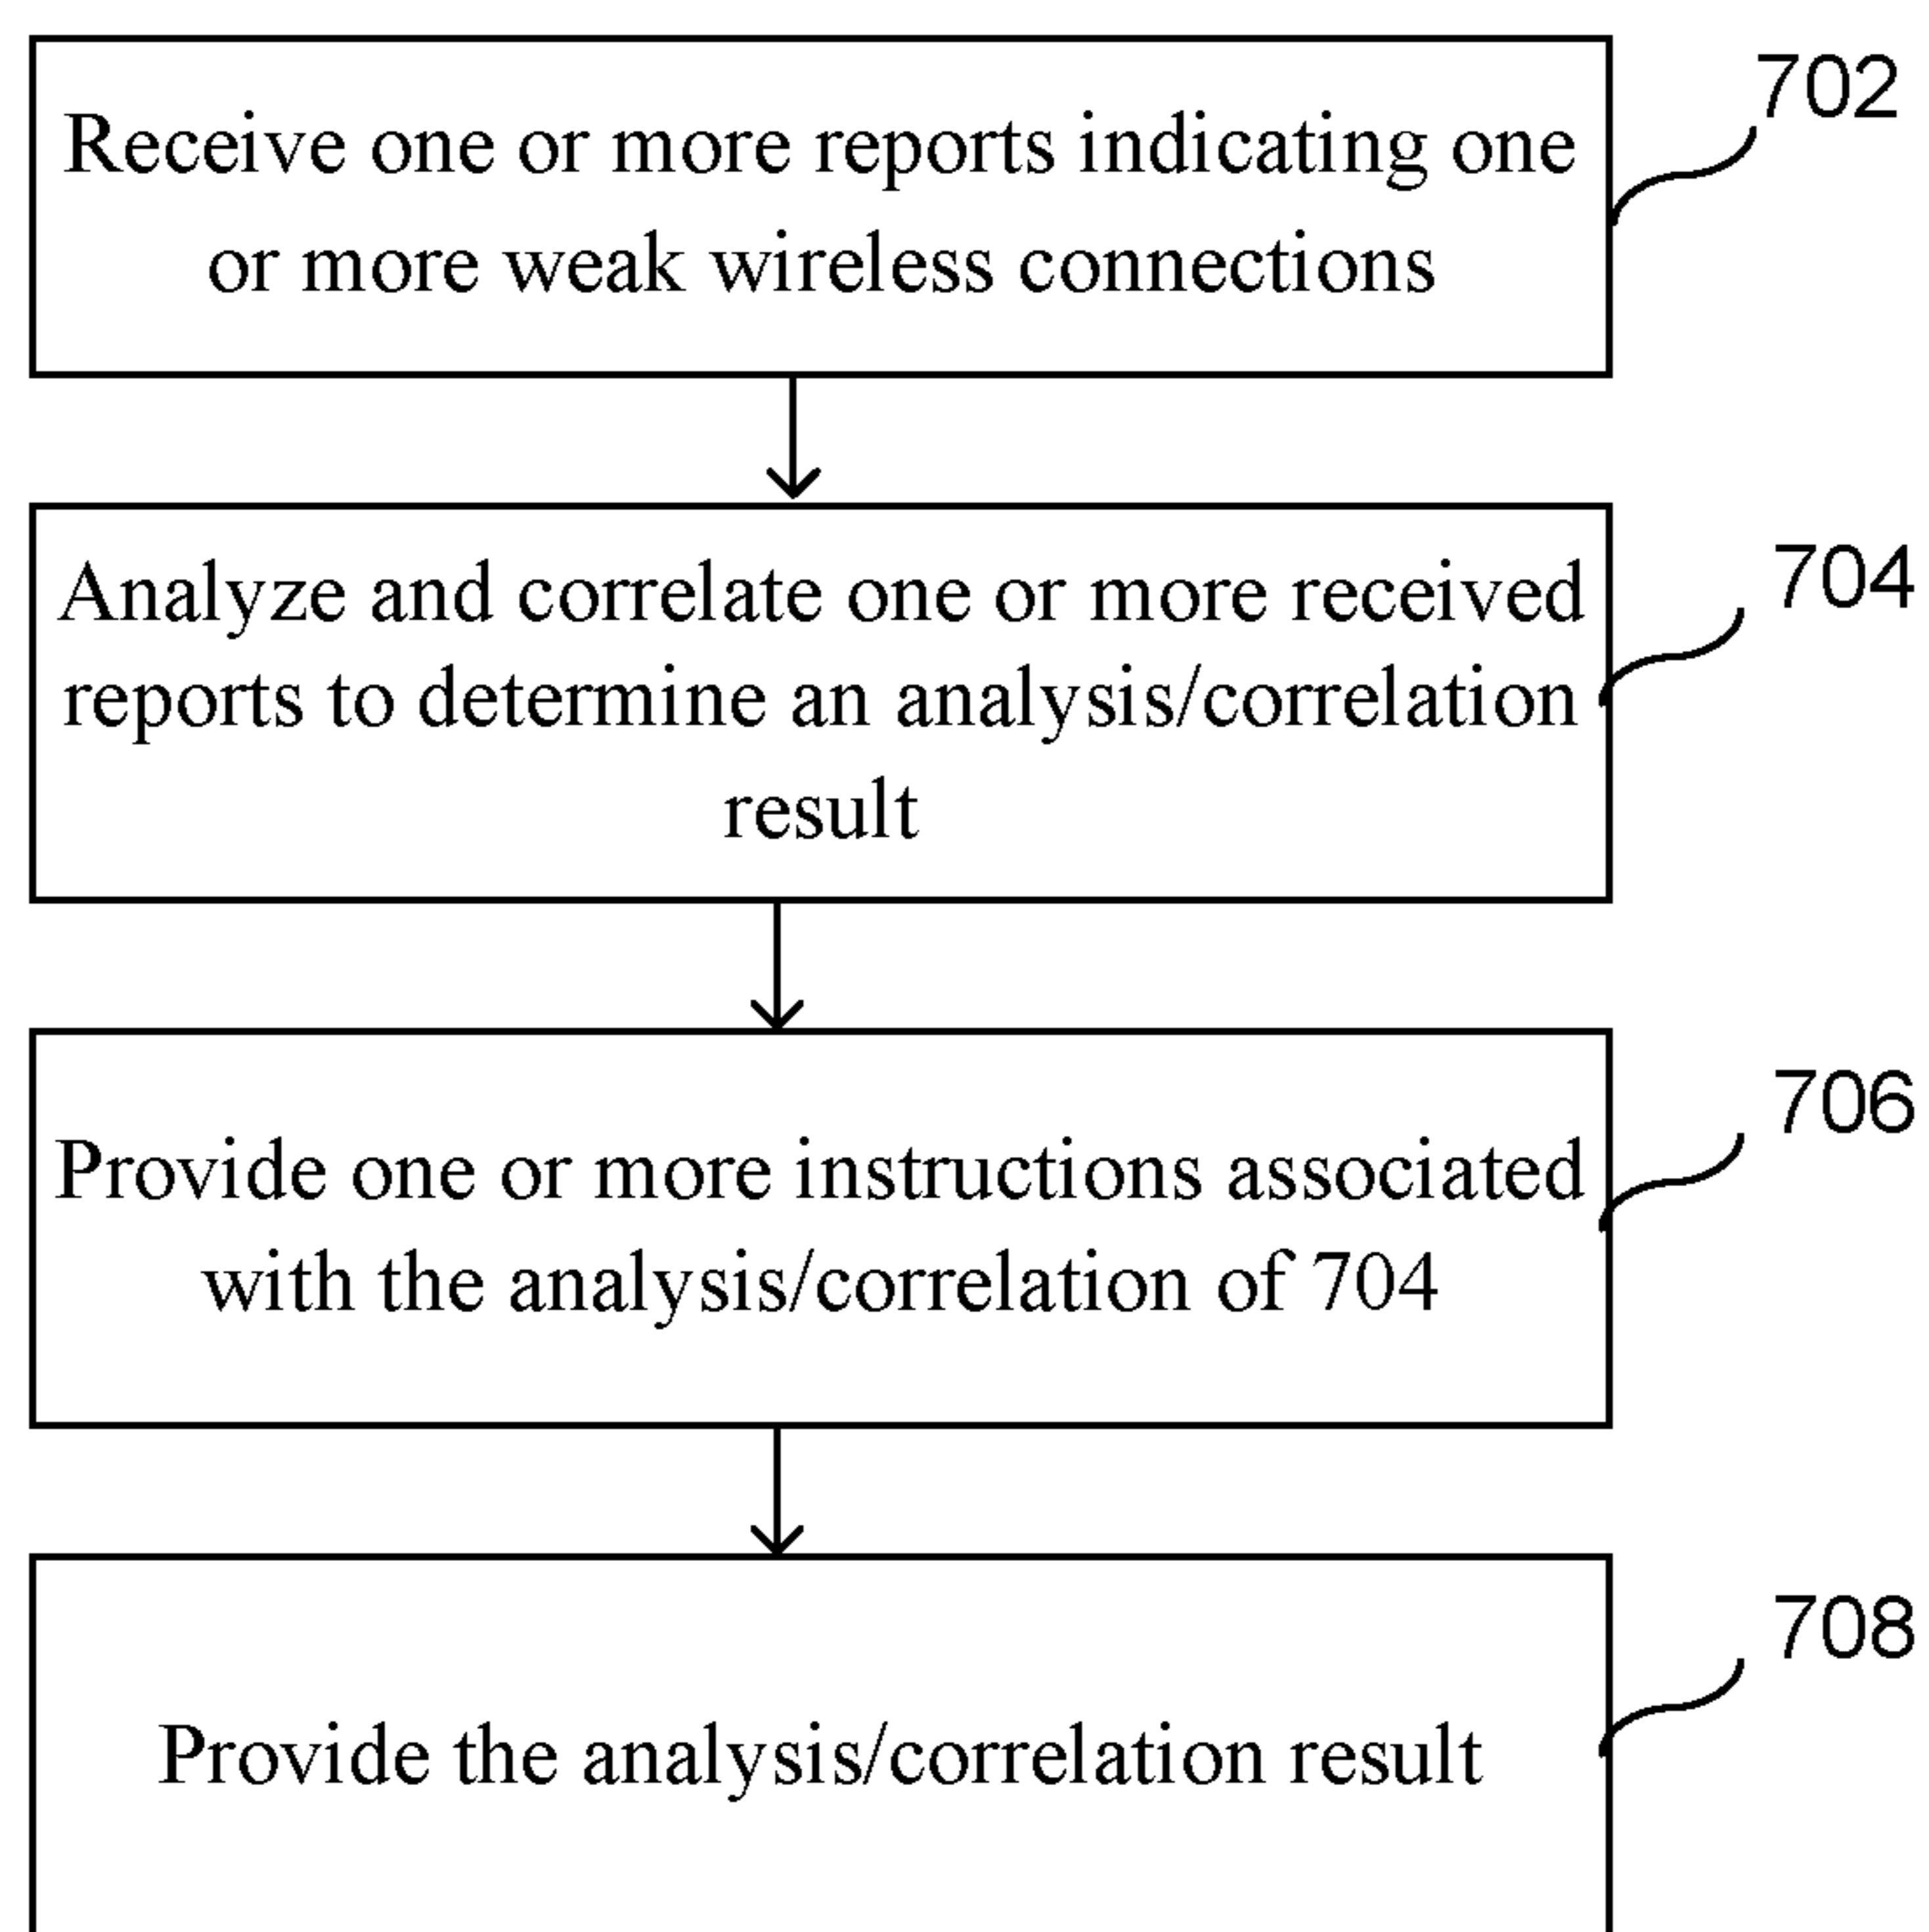 702
Receive one or more reports indicating one
or more weak wireless connections
704
Analyze and correlate one or more received
reports to determine an analysis/correlation
result
706
Provide one or more instructions associated
with the analysis/correlation of 704
708
Provide the analysis/correlation result